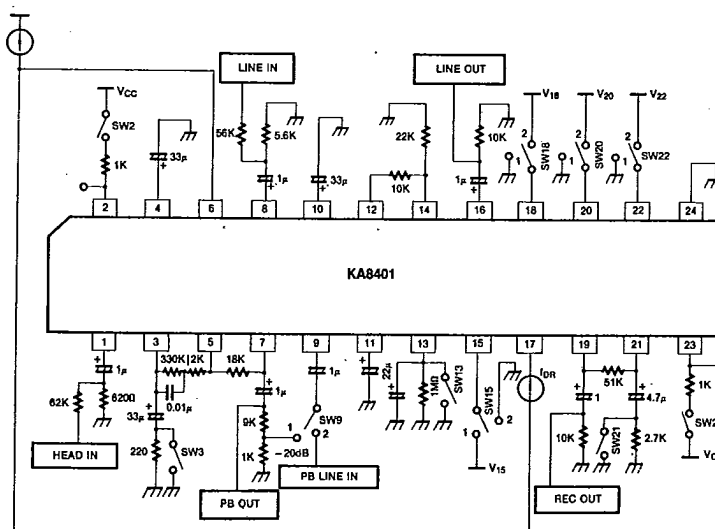 LINE IN
LINE OUT
VCC
V18
V20
V22
SW2
56K
5.6K
22K
10K
2
2
2
SW18
SW20
SW22
1K
33μ
+
1μ
+
33μ
+
10K
1μ
+
1
1
1
2
4
6
8
10
12
14
16
18
20
22
24
KA8401
1
3
5
7
9
11
13
15
17
19
21
23
+
1μ
330K
2K
18K
+
1μ
1μ
22μ
+
+
1MΩ
SW13
SW15
IDR
51K
+
1
+
4.7μ
1K
62K
620Ω
0.01μ
33μ
+
9K
1
SW9
2
1
2
10K
SW21
2.7K
220
SW3
1K
−20dB
V15
HEAD IN
PB OUT
PB LINE IN
REC OUT